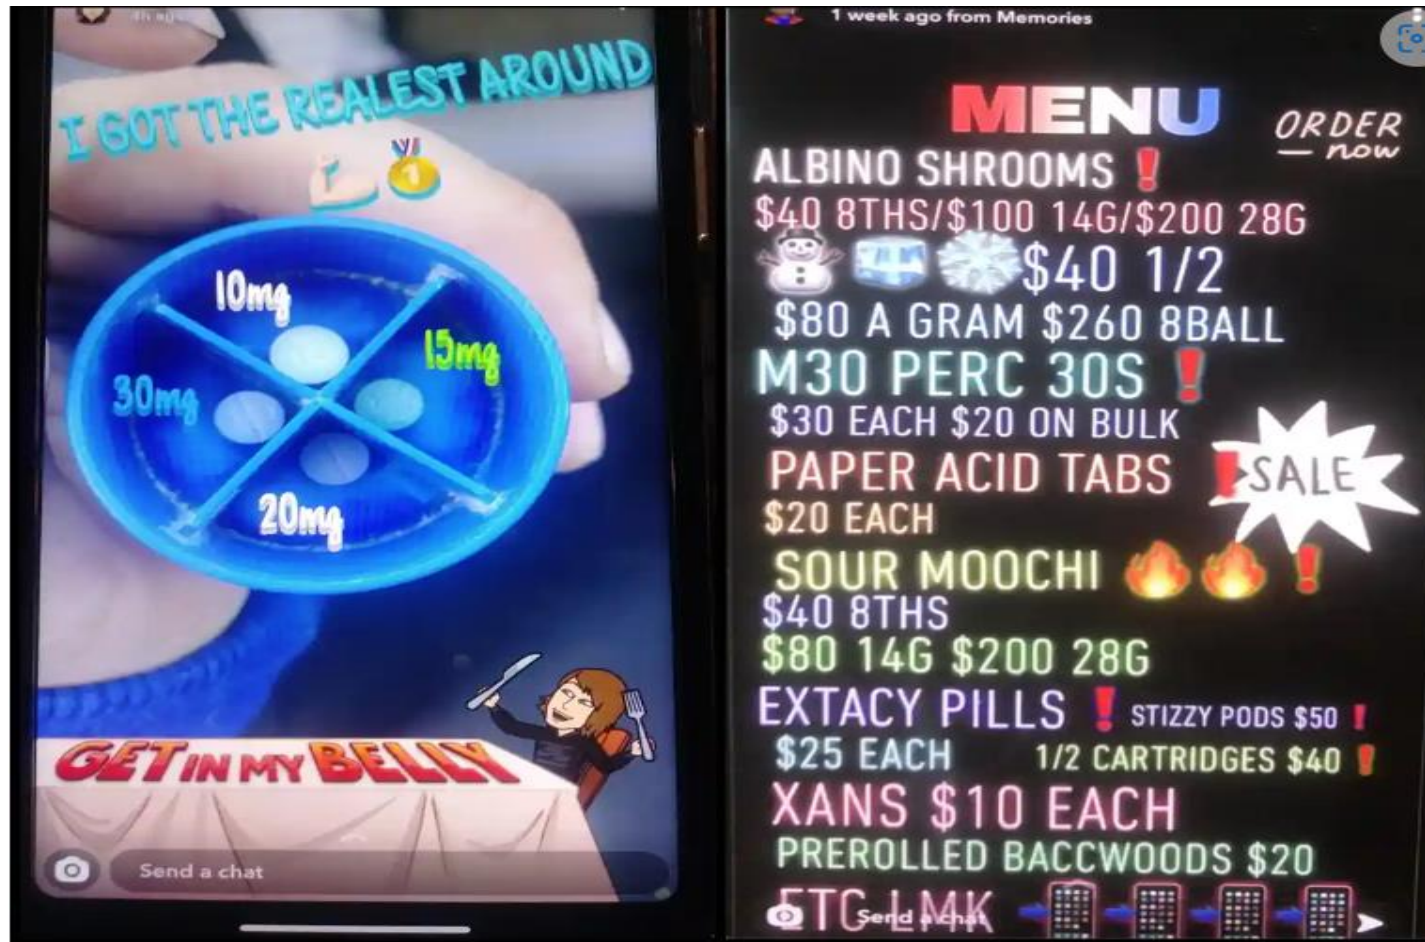 4h ago
I GOT THE REALEST AROUND
1
10mg
15mg
30mg
20mg
GET IN MY BELLY
Send a chat
1 week ago from Memories
MENU
ORDER
now
ALBINO SHROOMS❗
$40 8THS/$100 14G/$200 28G
$40 1/2
$80 A GRAM $260 8BALL
M30 PERC 30S❗
$30 EACH $20 ON BULK
PAPER ACID TABS❗
SALE
$20 EACH
SOUR MOOCHI 🔥🔥❗
$40 8THS
$80 14G $200 28G
EXTACY PILLS❗ STIZZY PODS $50❗
$25 EACH 1/2 CARTRIDGES $40❗
XANS $10 EACH
PREROLLED BACCWOODS $20
ETC LMK
Send a chat